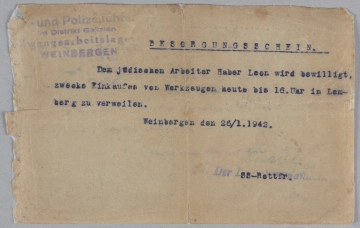 und Polizeiführer
im Distrikt Galizien
Zwangsarbeitslager
WEINBERGEN
BESORGUNGSSCHEIN.
Dem jüdischen Arbeiter Haber Leon wird bewilligt,
zwecks Einkaufes von Werkzeugen heute bis 16.Uhr in Lem-
berg zu verweilen.
Weinbergen den 26/1.1942.
Der
SS-Rottfr.